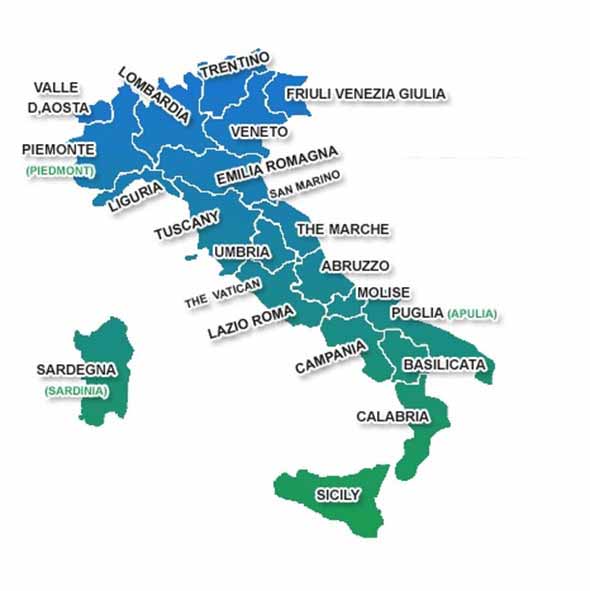 TRENTINO
LOMBARDIA
VALLE
D,AOSTA
FRIULI VENEZIA GIULIA
VENETO
PIEMONTE
(PIEDMONT)
EMILIA ROMAGNA
LIGURIA
SAN MARINO
TUSCANY
THE MARCHE
UMBRIA
ABRUZZO
THE VATICAN
MOLISE
LAZIO ROMA
PUGLIA (APULIA)
CAMPANIA
BASILICATA
SARDEGNA
(SARDINIA)
CALABRIA
SICILY